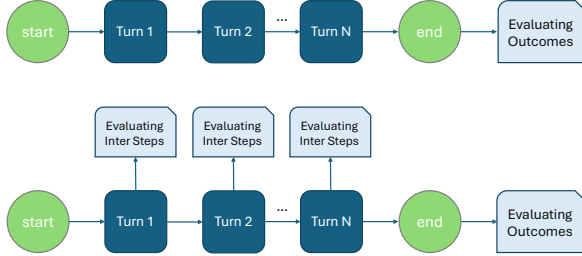 start
Turn 1
Turn 2
...
Turn N
end
Evaluating
Outcomes
Evaluating
Inter Steps
Evaluating
Inter Steps
Evaluating
Inter Steps
start
Turn 1
Turn 2
...
Turn N
end
Evaluating
Outcomes